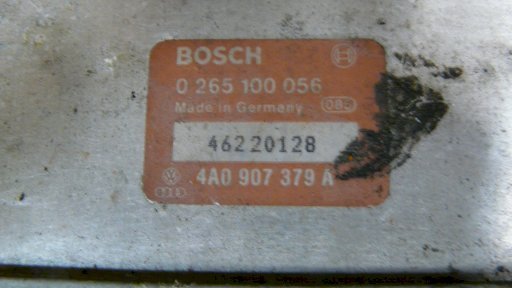 BOSCH
0 265 100 056
Made in Germany
46220128
4A0 907 379 A